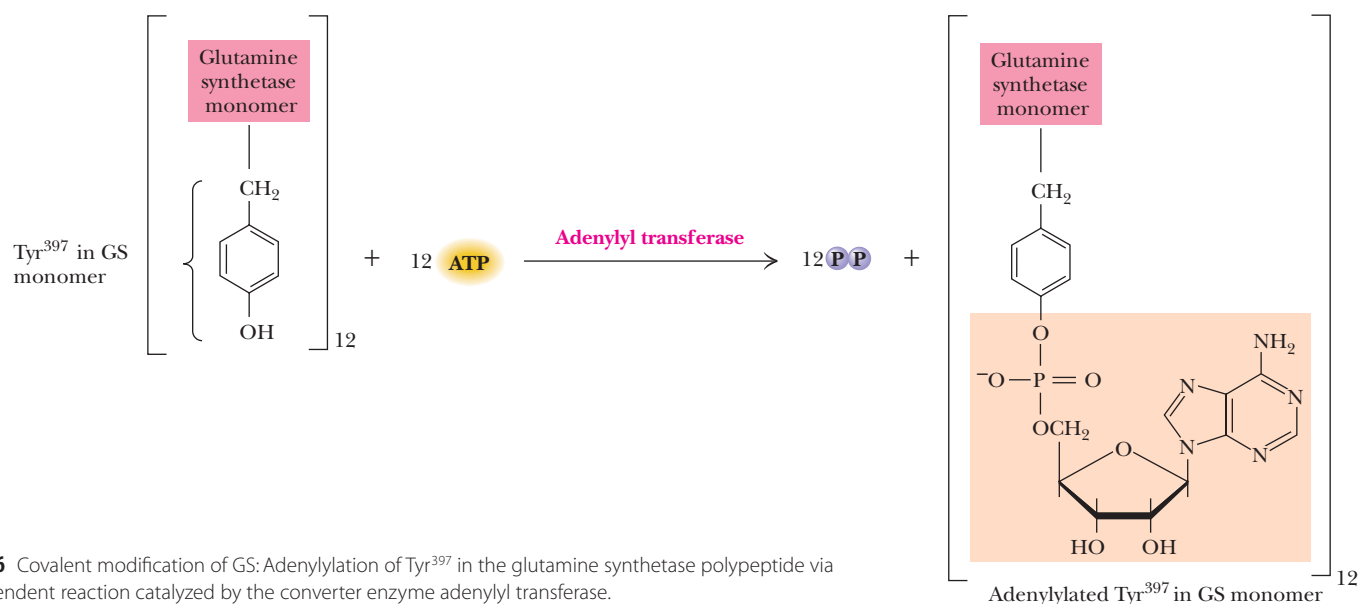 Glutamine
synthetase
monomer
CH₂
OH
Tyr³⁹⁷ in GS
monomer
12
+
12 ATP
Adenylyl transferase
12 P P
+
Glutamine
synthetase
monomer
CH₂
O
⁻O—P=O
OCH₂
O
HO OH
NH₂
N
N
N
N
12
Adenylylated Tyr³⁹⁷ in GS monomer
6 Covalent modification of GS: Adenylylation of Tyr³⁹⁷ in the glutamine synthetase polypeptide via
endent reaction catalyzed by the converter enzyme adenylyl transferase.